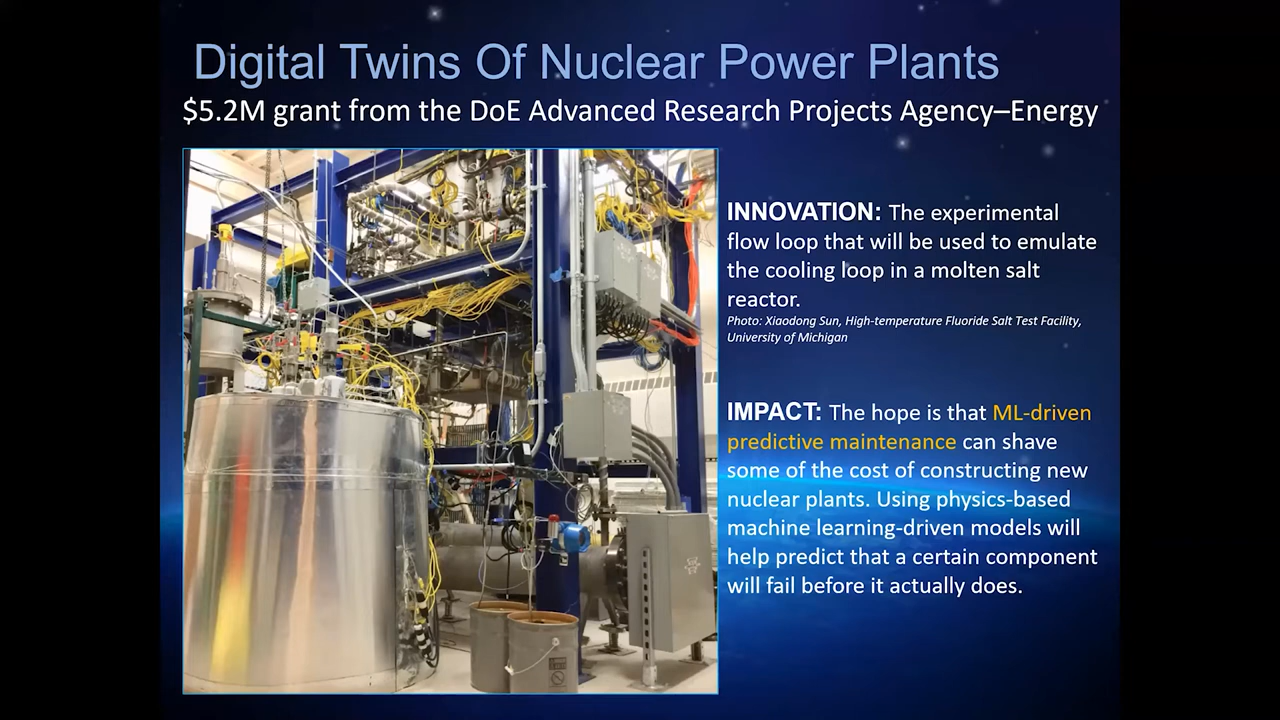 Digital Twins Of Nuclear Power Plants
$5.2M grant from the DoE Advanced Research Projects Agency–Energy
INNOVATION: The experimental
flow loop that will be used to emulate
the cooling loop in a molten salt
reactor.
Photo: Xiaodong Sun, High-temperature Fluoride Salt Test Facility,
University of Michigan
IMPACT: The hope is that ML-driven
predictive maintenance can shave
some of the cost of constructing new
nuclear plants. Using physics-based
machine learning-driven models will
help predict that a certain component
will fail before it actually does.